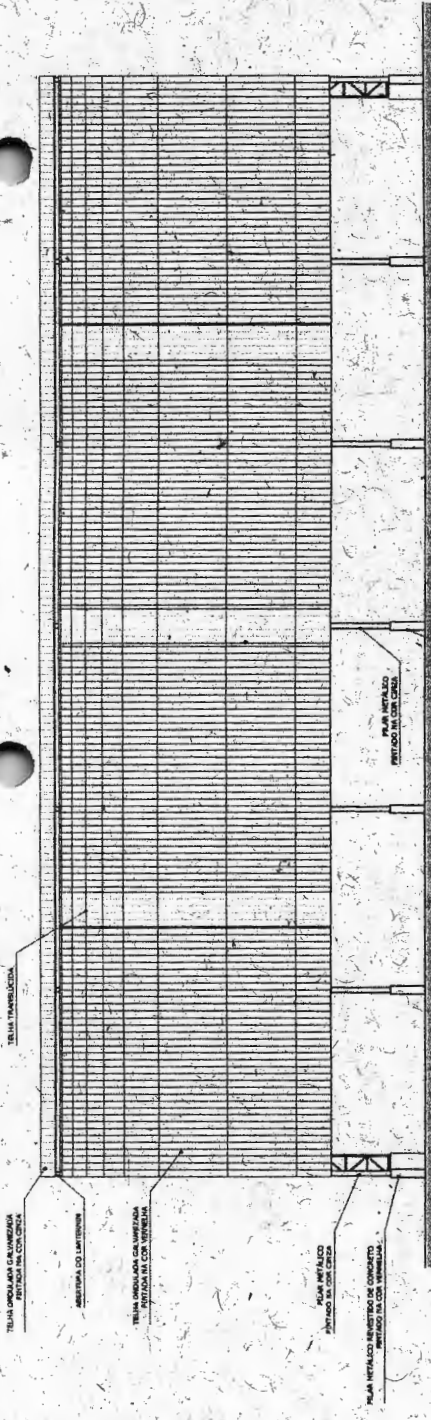 TELHA ONDULADA GALVANIZADA
PINTADA NA COR CINZA
ABERTURA DO LANTERNIM
TELHA TRANSLÚCIDA
TELHA ONDULADA GALVANIZADA
PINTADA NA COR VERMELHA
PILAR METÁLICO
PINTADO NA COR CINZA
PILAR METÁLICO REVESTIDO DE CONCRETO
PINTADO NA COR VERMELHA
PILAR METÁLICO
PINTADO NA COR CINZA